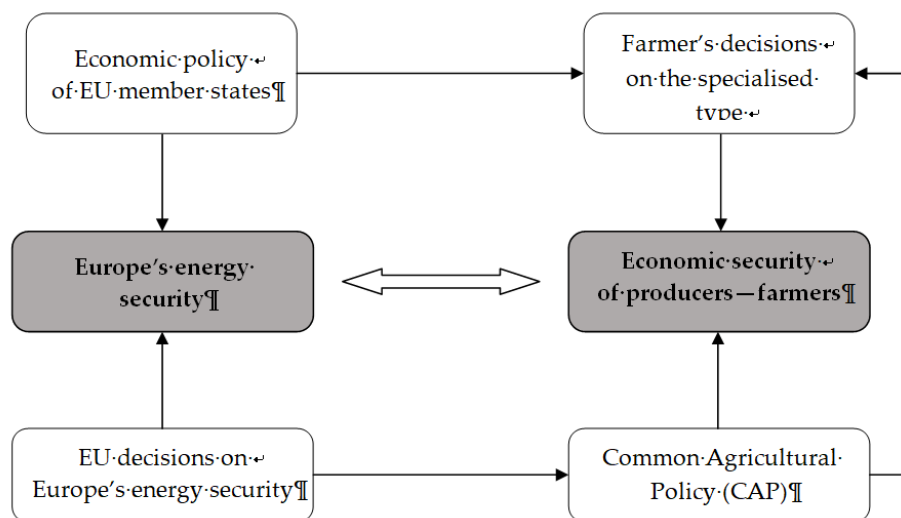 Economic·policy·↵
of·EU·member·states¶
Farmer’s·decisions·↵
on·the·specialised·
type·↵
Europe’s·energy·
security¶
Economic·security·↵
of·producers—farmers¶
EU·decisions·on·↵
Europe’s·energy·security¶
Common·Agricultural·
Policy·(CAP)¶